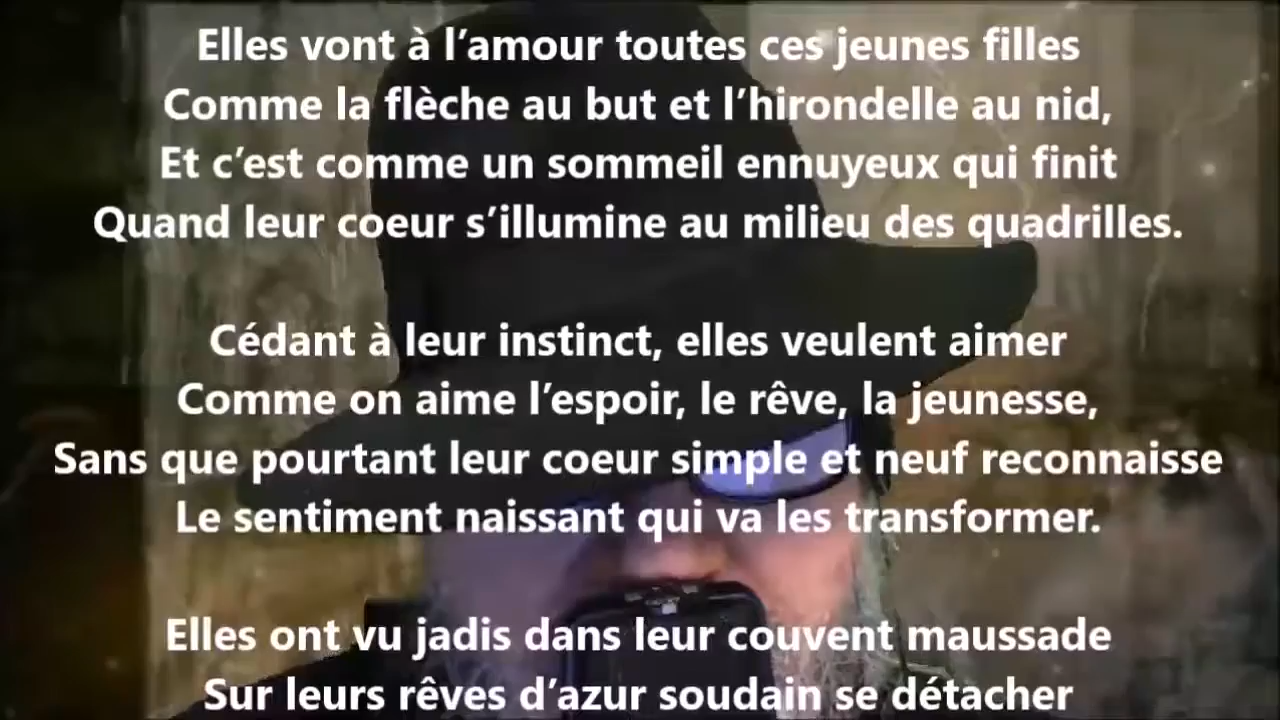 Elles vont à l’amour toutes ces jeunes filles
Comme la flèche au but et l’hirondelle au nid,
Et c’est comme un sommeil ennuyeux qui finit
Quand leur coeur s’illumine au milieu des quadrilles.
Cédant à leur instinct, elles veulent aimer
Comme on aime l’espoir, le rêve, la jeunesse,
Sans que pourtant leur coeur simple et neuf reconnaisse
Le sentiment naissant qui va les transformer.
Elles ont vu jadis dans leur couvent maussade
Sur leurs rêves d’azur soudain se détacher